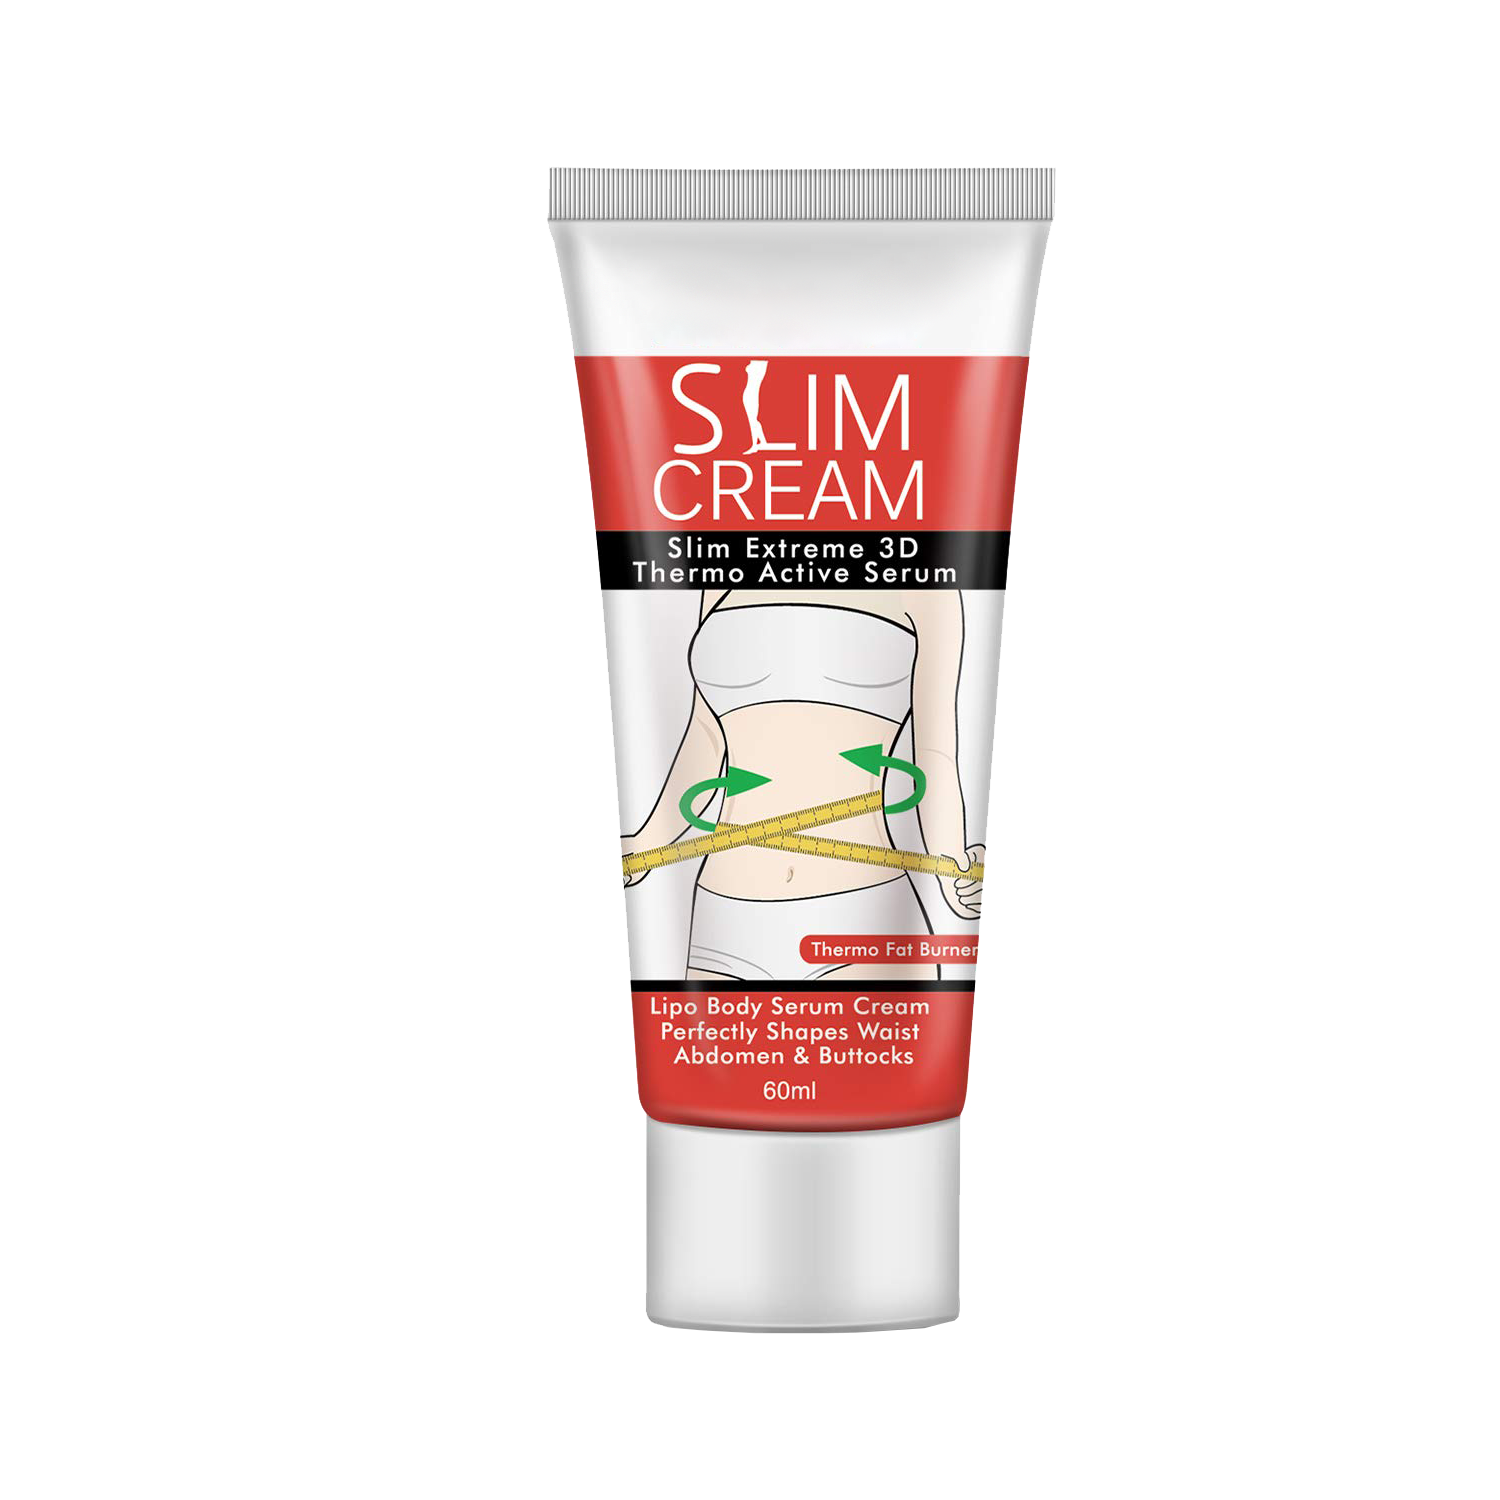 SLIM
CREAM
Slim Extreme 3D
Thermo Active Serum
Thermo Fat Burner
Lipo Body Serum Cream
Perfectly Shapes Waist
Abdomen & Buttocks
60ml